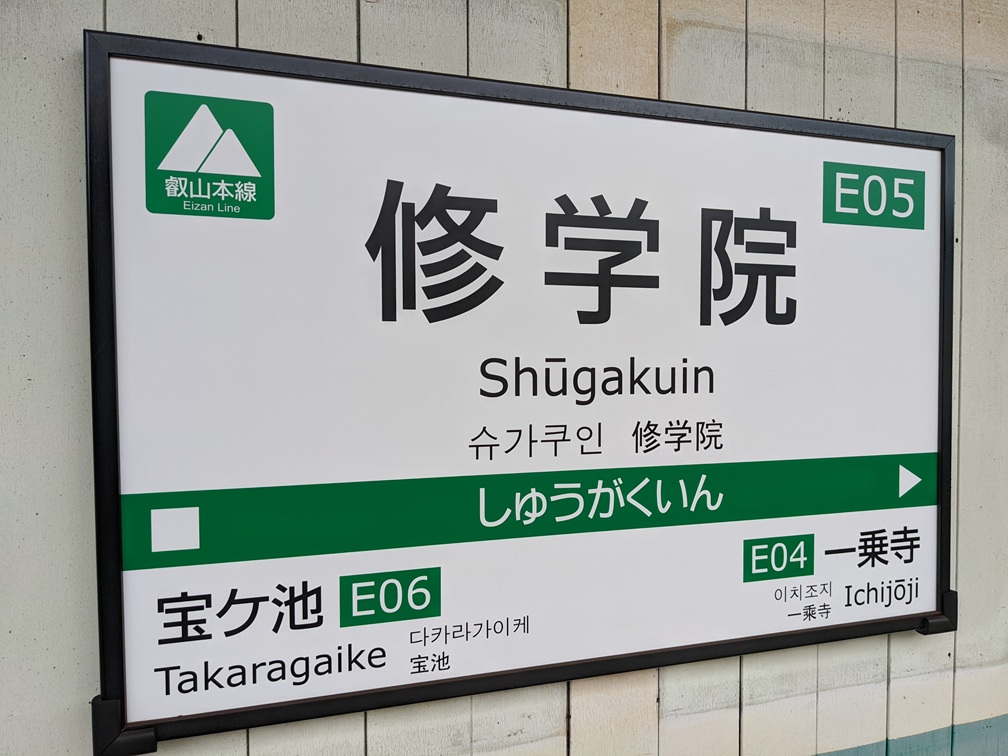 叡山本線
Eizan Line
E05
修学院
Shūgakuin
슈가쿠인 修学院
しゅうがくいん
宝ケ池 E06
Takaragaike
다카라가이케
宝池
E04 一乗寺
이치조지
一乘寺
Ichijōji